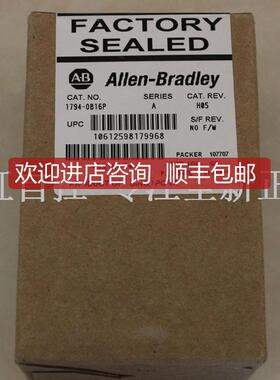 FACTORY
SEALED
AB Allen-Bradley
CAT. NO. SERIES CAT. REV.
1794-OB16P A H05
UPC S/F REV.
NO F/W
10612598179968
PACKER 107707
欢迎进店咨询 顺丰包邮